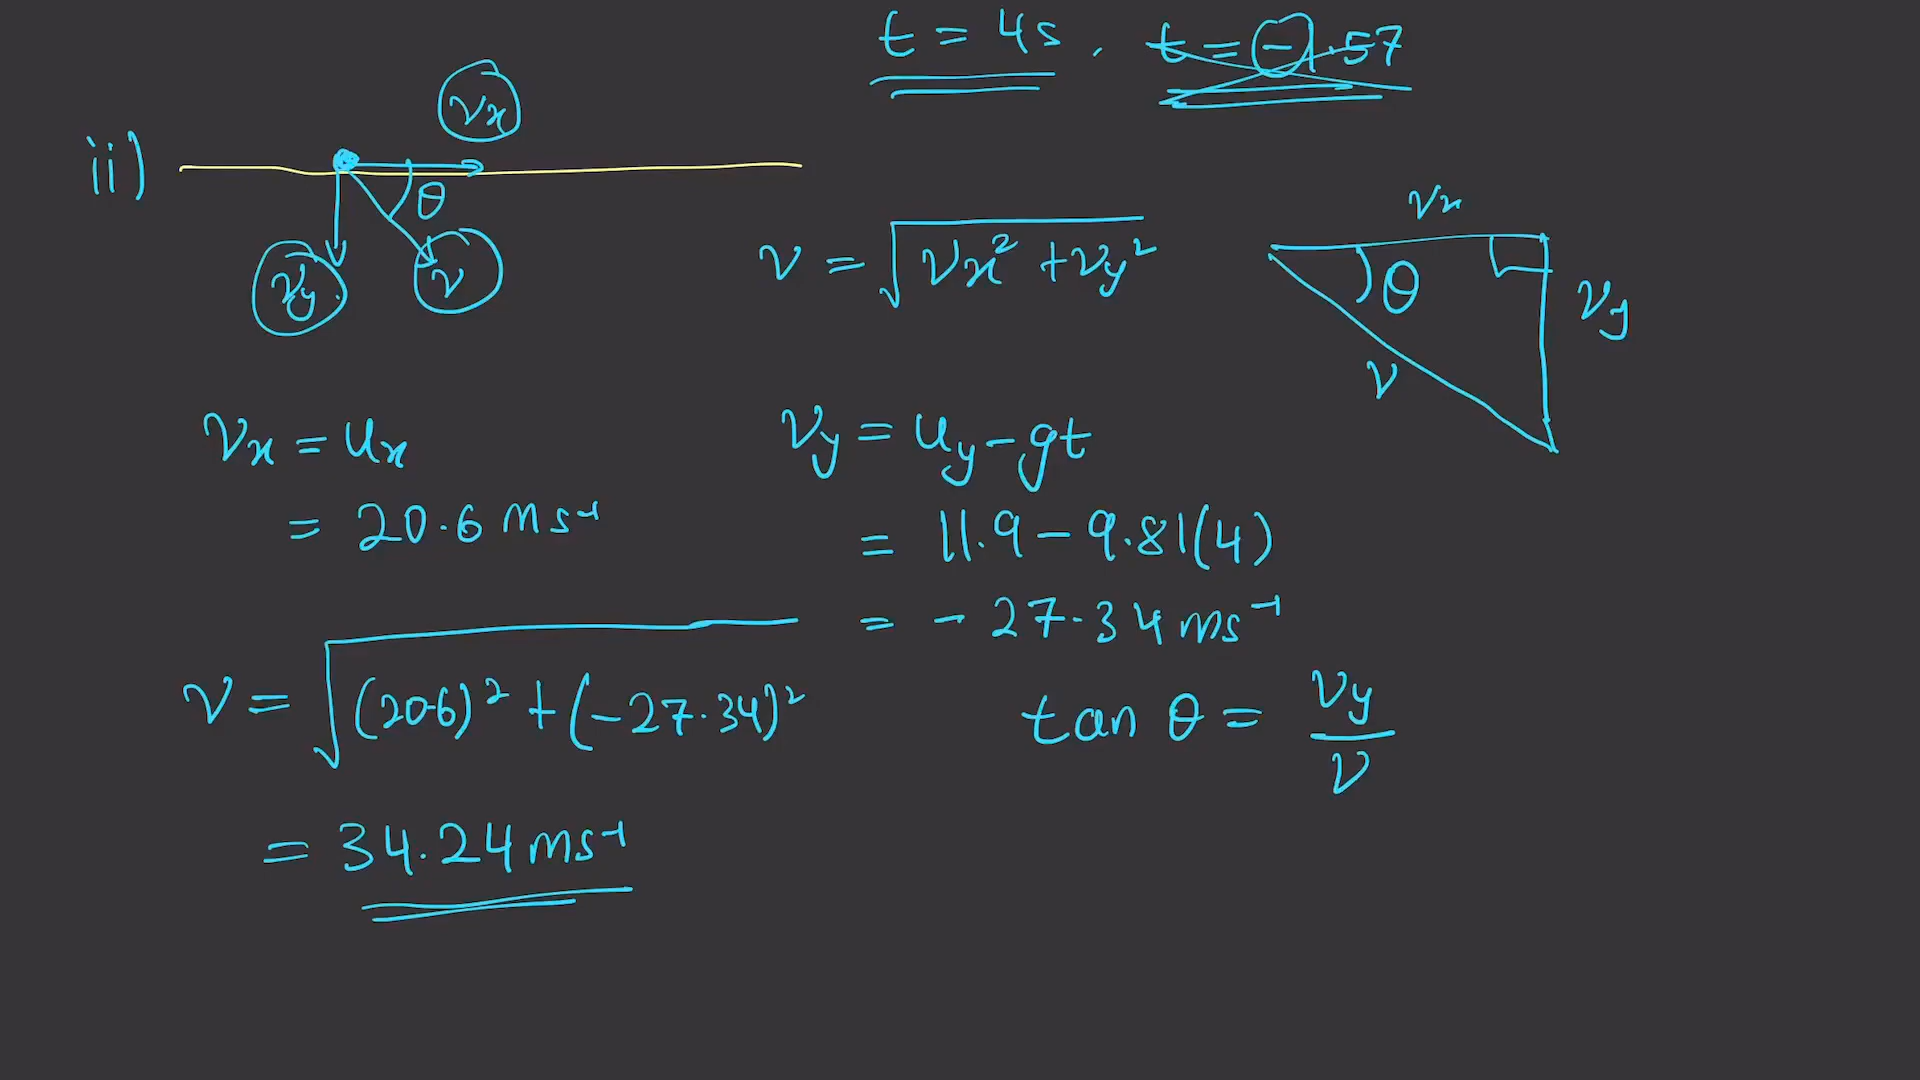 t = 4s , t = -1.57
ii)
vx
θ
vy
v
v = √(vx² + vy²)
vx
θ
vy
v
vx = ux
= 20.6 ms⁻¹
vy = uy - gt
= 11.9 - 9.81(4)
= - 27.34 ms⁻¹
v = √((20.6)² + (-27.34)²
= 34.24 ms⁻¹
tan θ = vy/v